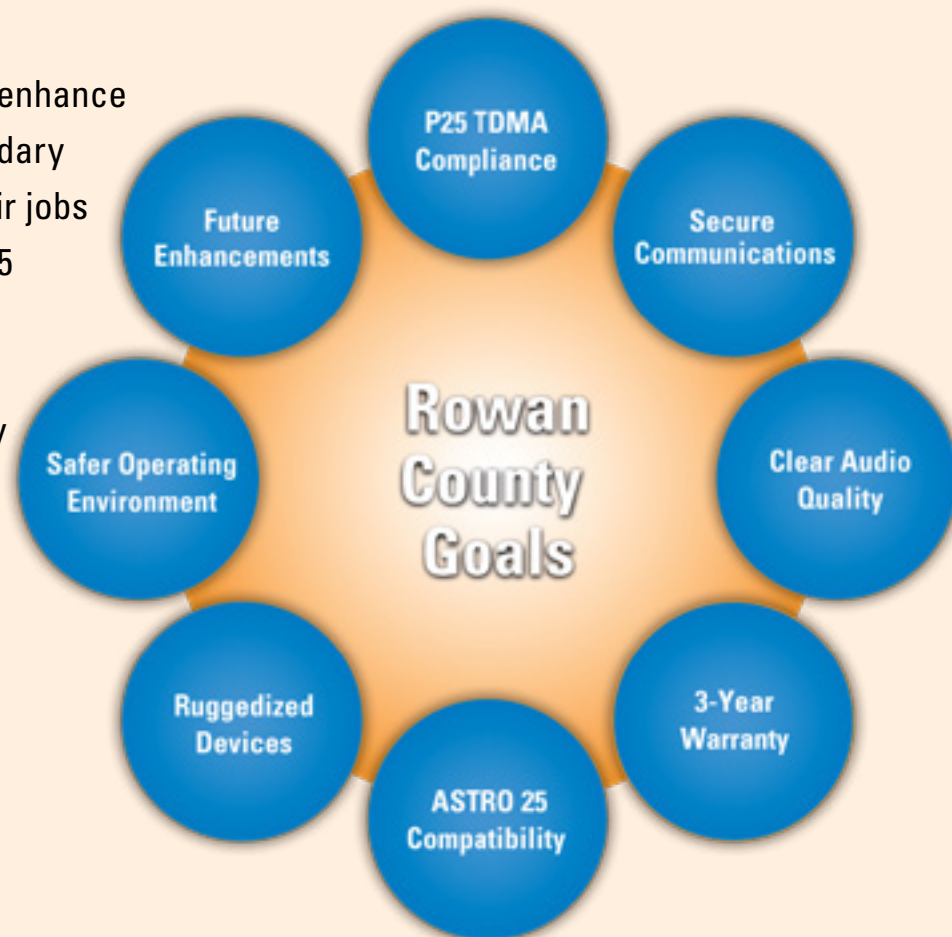 enhance
dary
ir jobs
5
y
P25 TDMA
Compliance
Secure
Communications
Clear Audio
Quality
3-Year
Warranty
ASTRO 25
Compatibility
Ruggedized
Devices
Safer Operating
Environment
Future
Enhancements
Rowan
County
Goals